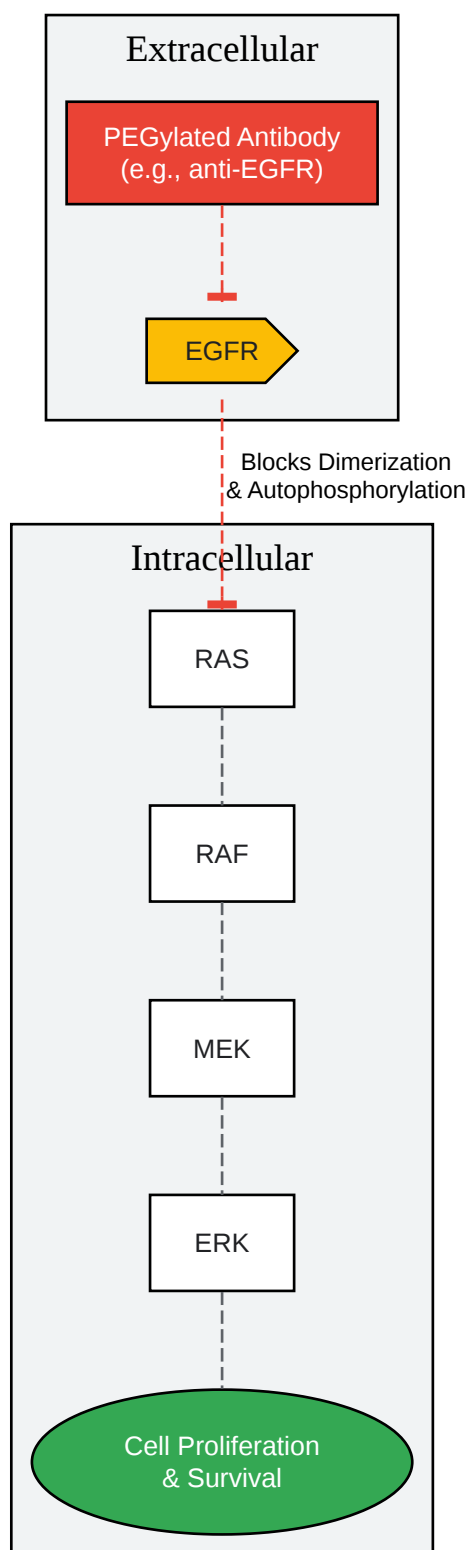 Extracellular
PEGylated Antibody
(e.g., anti-EGFR)
EGFR
Blocks Dimerization
& Autophosphorylation
Intracellular
RAS
RAF
MEK
ERK
Cell Proliferation
& Survival